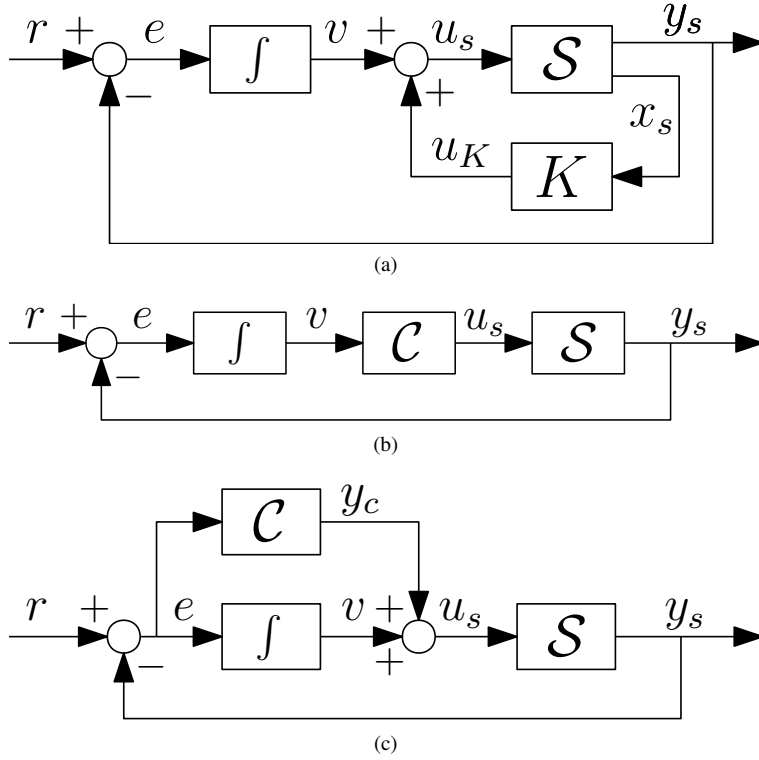 r + e ∫ v + u_s 𝒮 y_s
− +
x_s
u_K K
(a)
r + e ∫ v 𝒞 u_s 𝒮 y_s
−
(b)
𝒞 y_c
r + e ∫ v + u_s 𝒮 y_s
− +
(c)